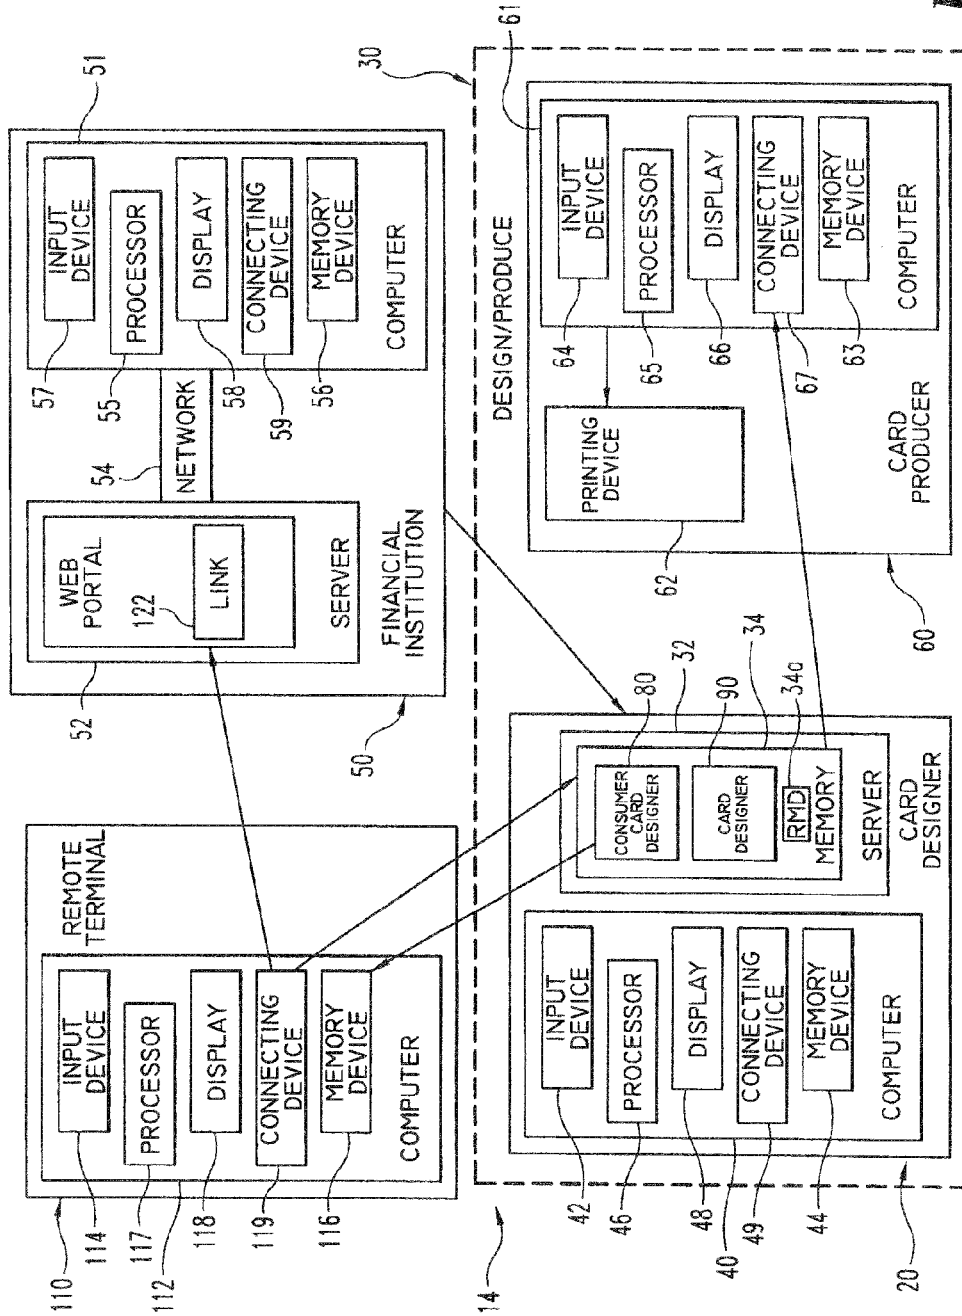 110
REMOTE
TERMINAL
114
INPUT
DEVICE
117
PROCESSOR
112
118
DISPLAY
119
CONNECTING
DEVICE
116
MEMORY
DEVICE
COMPUTER
50
52
WEB
PORTAL
122
LINK
SERVER
FINANCIAL
INSTITUTION
54
NETWORK
51
57
INPUT
DEVICE
55
PROCESSOR
58
DISPLAY
59
CONNECTING
DEVICE
56
MEMORY
DEVICE
COMPUTER
14
30
DESIGN/PRODUCE
42
INPUT
DEVICE
46
PROCESSOR
48
DISPLAY
40
49
CONNECTING
DEVICE
44
MEMORY
DEVICE
COMPUTER
20
CONSUMER
CARD
DESIGNER
80
32
CARD
DESIGNER
90
34
RMD
34a
MEMORY
SERVER
CARD
DESIGNER
60
62
PRINTING
DEVICE
CARD
PRODUCER
61
64
INPUT
DEVICE
65
PROCESSOR
66
DISPLAY
67
CONNECTING
DEVICE
63
MEMORY
DEVICE
COMPUTER